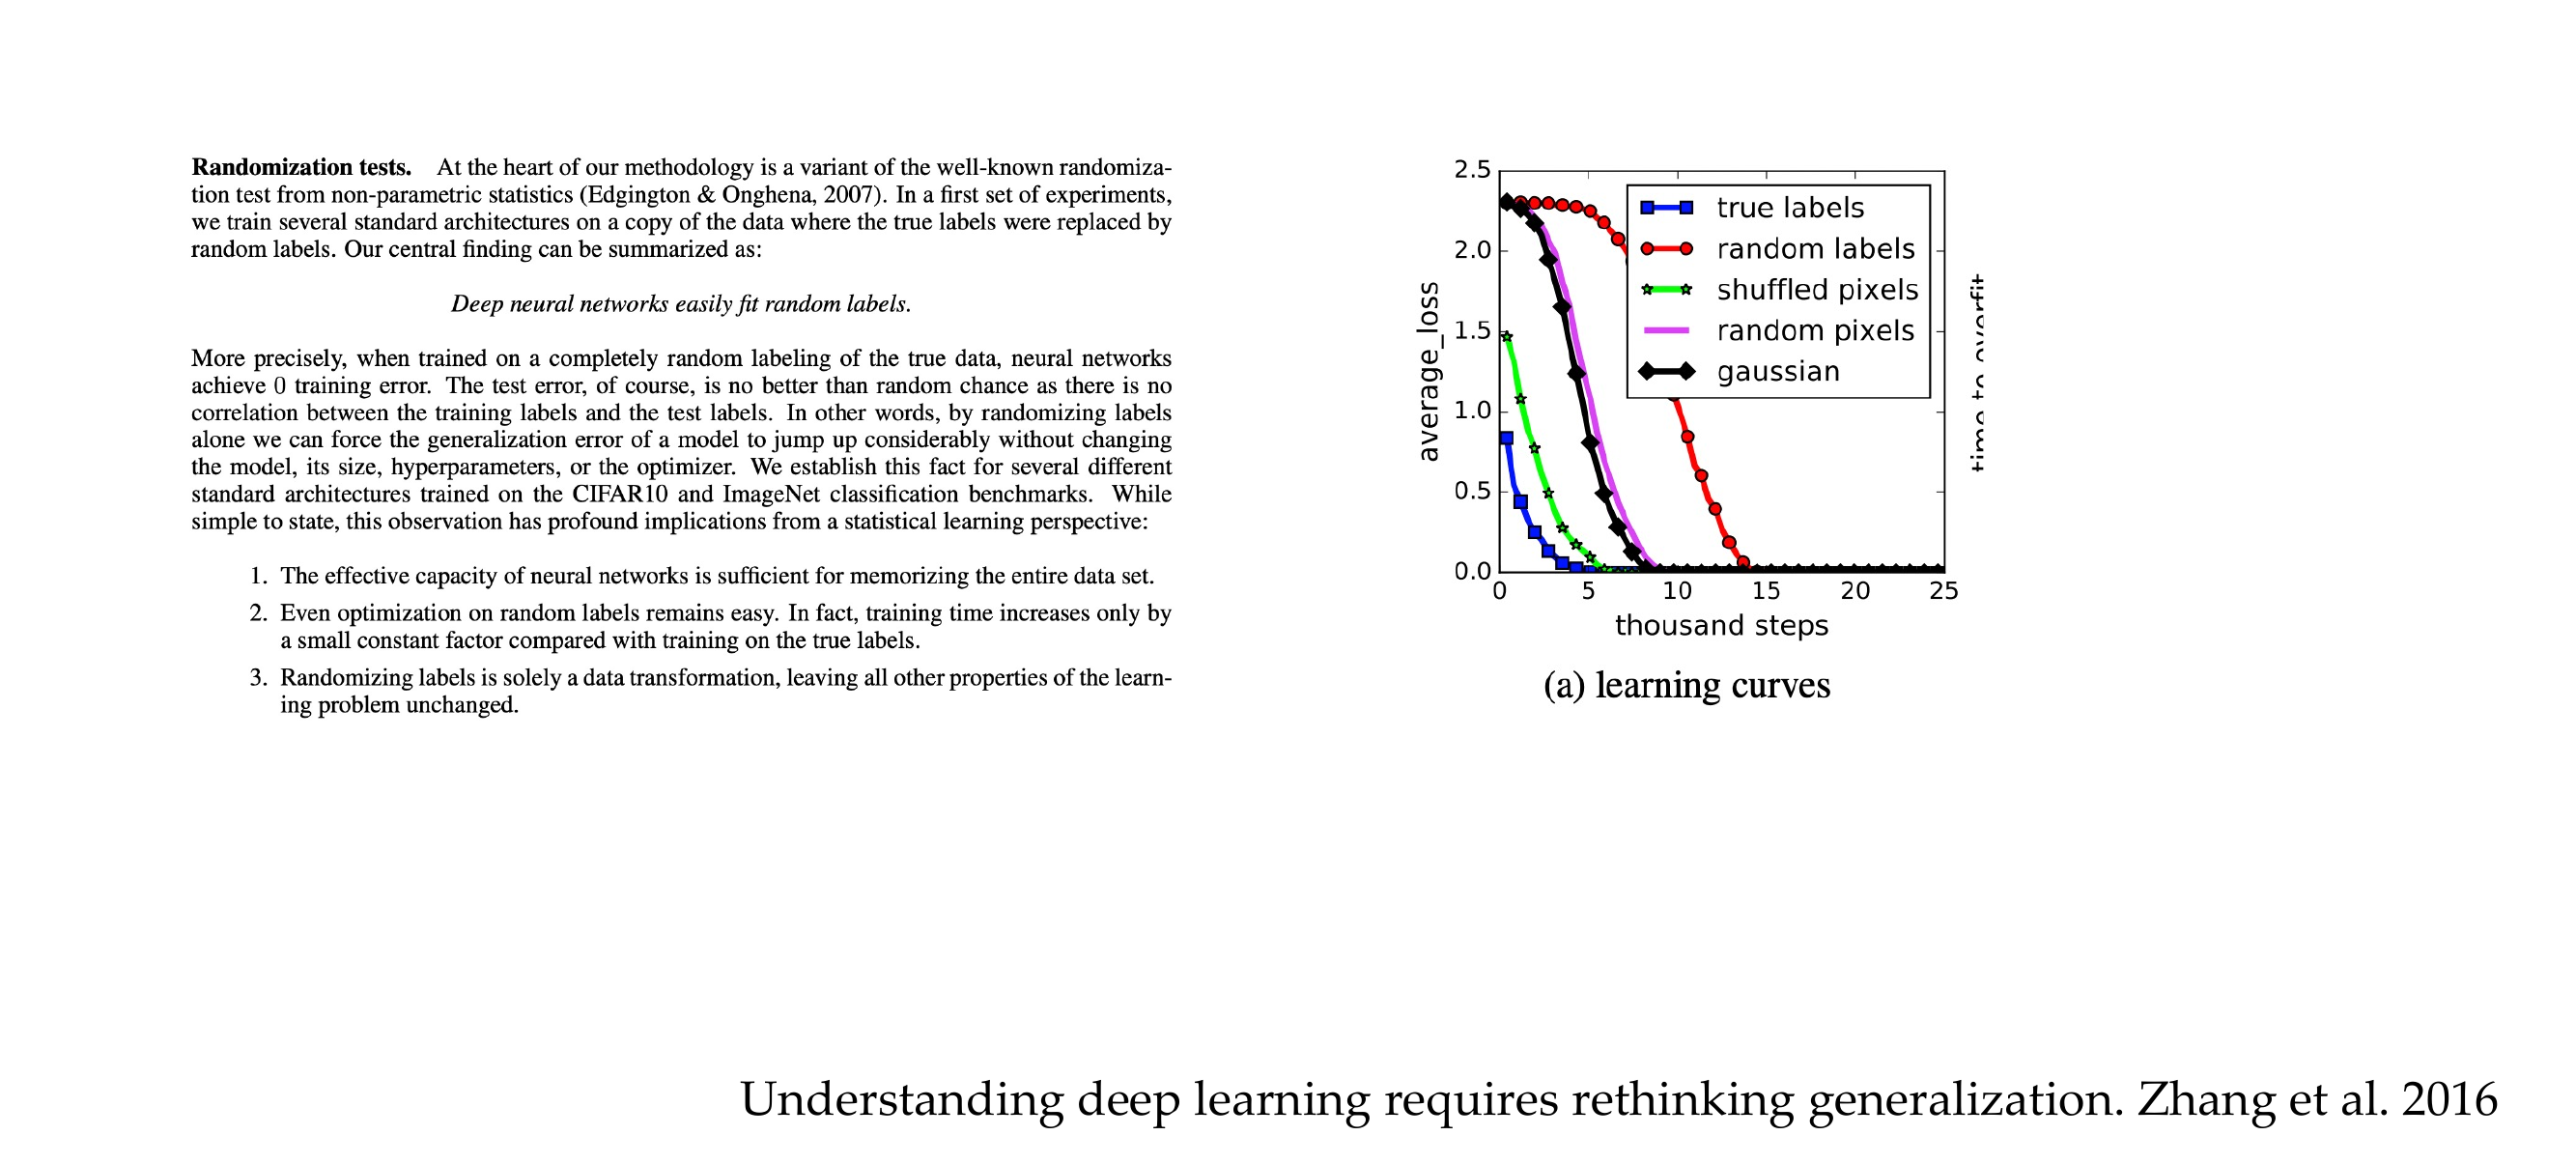 Randomization tests. At the heart of our methodology is a variant of the well-known randomiza-
tion test from non-parametric statistics (Edgington & Onghena, 2007). In a first set of experiments,
we train several standard architectures on a copy of the data where the true labels were replaced by
random labels. Our central finding can be summarized as:
Deep neural networks easily fit random labels.
More precisely, when trained on a completely random labeling of the true data, neural networks
achieve 0 training error. The test error, of course, is no better than random chance as there is no
correlation between the training labels and the test labels. In other words, by randomizing labels
alone we can force the generalization error of a model to jump up considerably without changing
the model, its size, hyperparameters, or the optimizer. We establish this fact for several different
standard architectures trained on the CIFAR10 and ImageNet classification benchmarks. While
simple to state, this observation has profound implications from a statistical learning perspective:
1. The effective capacity of neural networks is sufficient for memorizing the entire data set.
2. Even optimization on random labels remains easy. In fact, training time increases only by
a small constant factor compared with training on the true labels.
3. Randomizing labels is solely a data transformation, leaving all other properties of the learn-
ing problem unchanged.
average_loss
2.5
2.0
1.5
1.0
0.5
0.0
true labels
random labels
shuffled pixels
random pixels
gaussian
0 5 10 15 20 25
thousand steps
time to overfit
(a) learning curves
Understanding deep learning requires rethinking generalization. Zhang et al. 2016